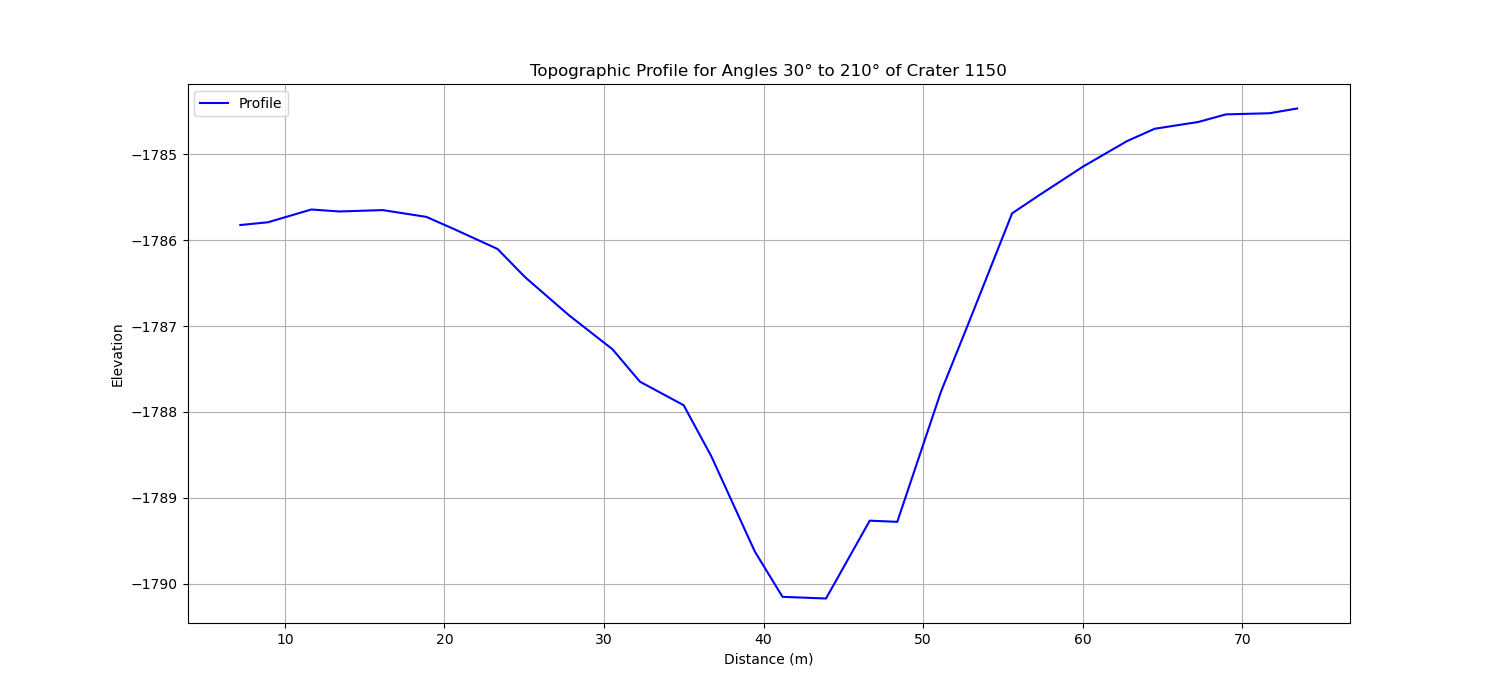 Topographic Profile for Angles 30° to 210° of Crater 1150
Profile
Elevation
−1785
−1786
−1787
−1788
−1789
−1790
10 20 30 40 50 60 70
Distance (m)